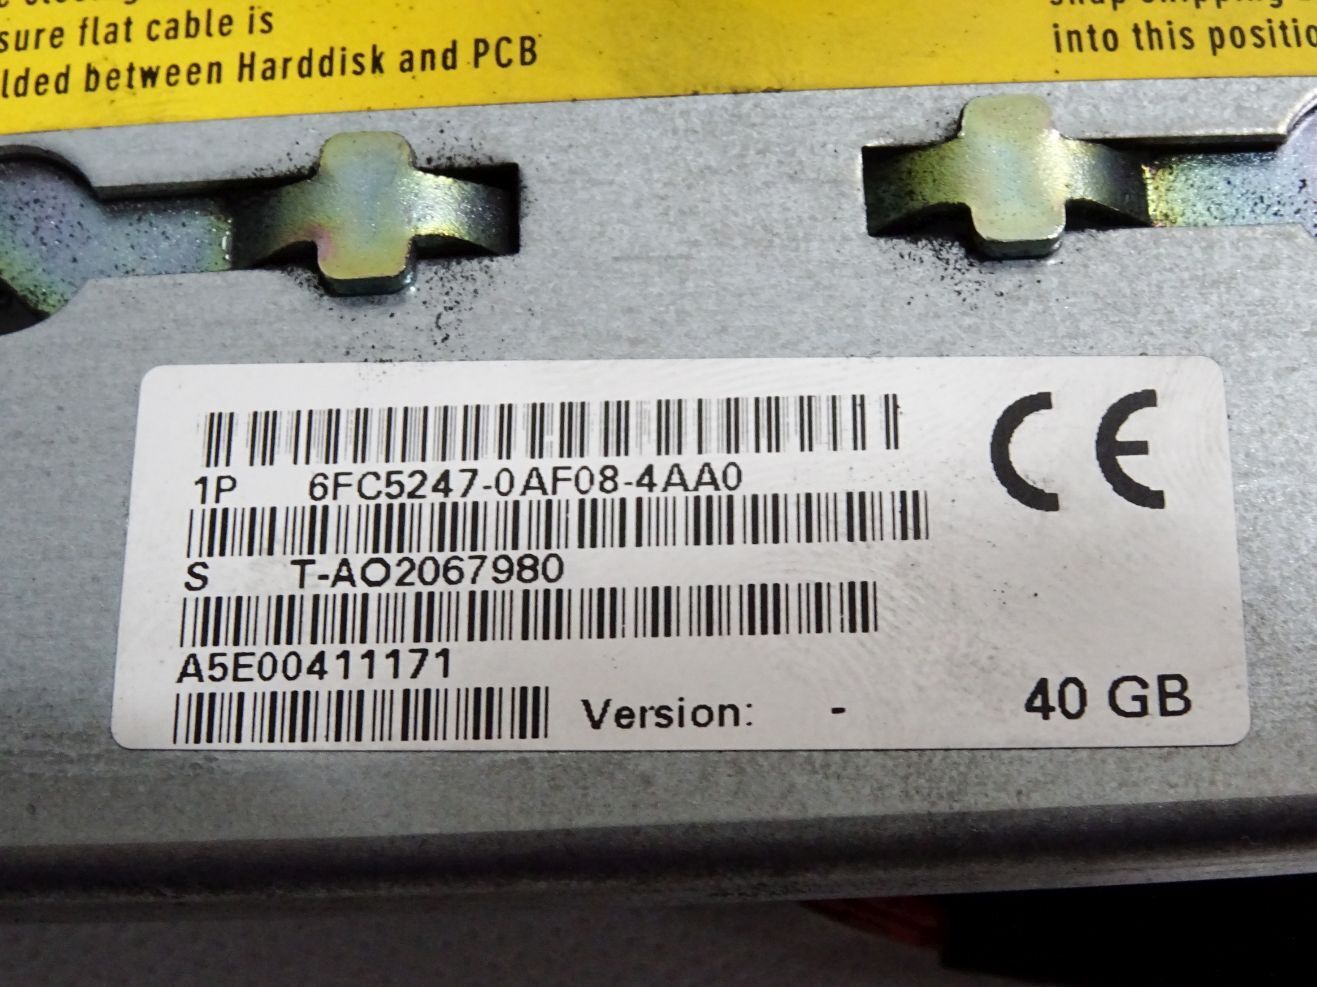 sure flat cable is
between Harddisk and PCB
into this positio
1P 6FC5247-0AF08-4AA0
S T-AO2067980
A5E00411171
Version: -
40 GB
CE